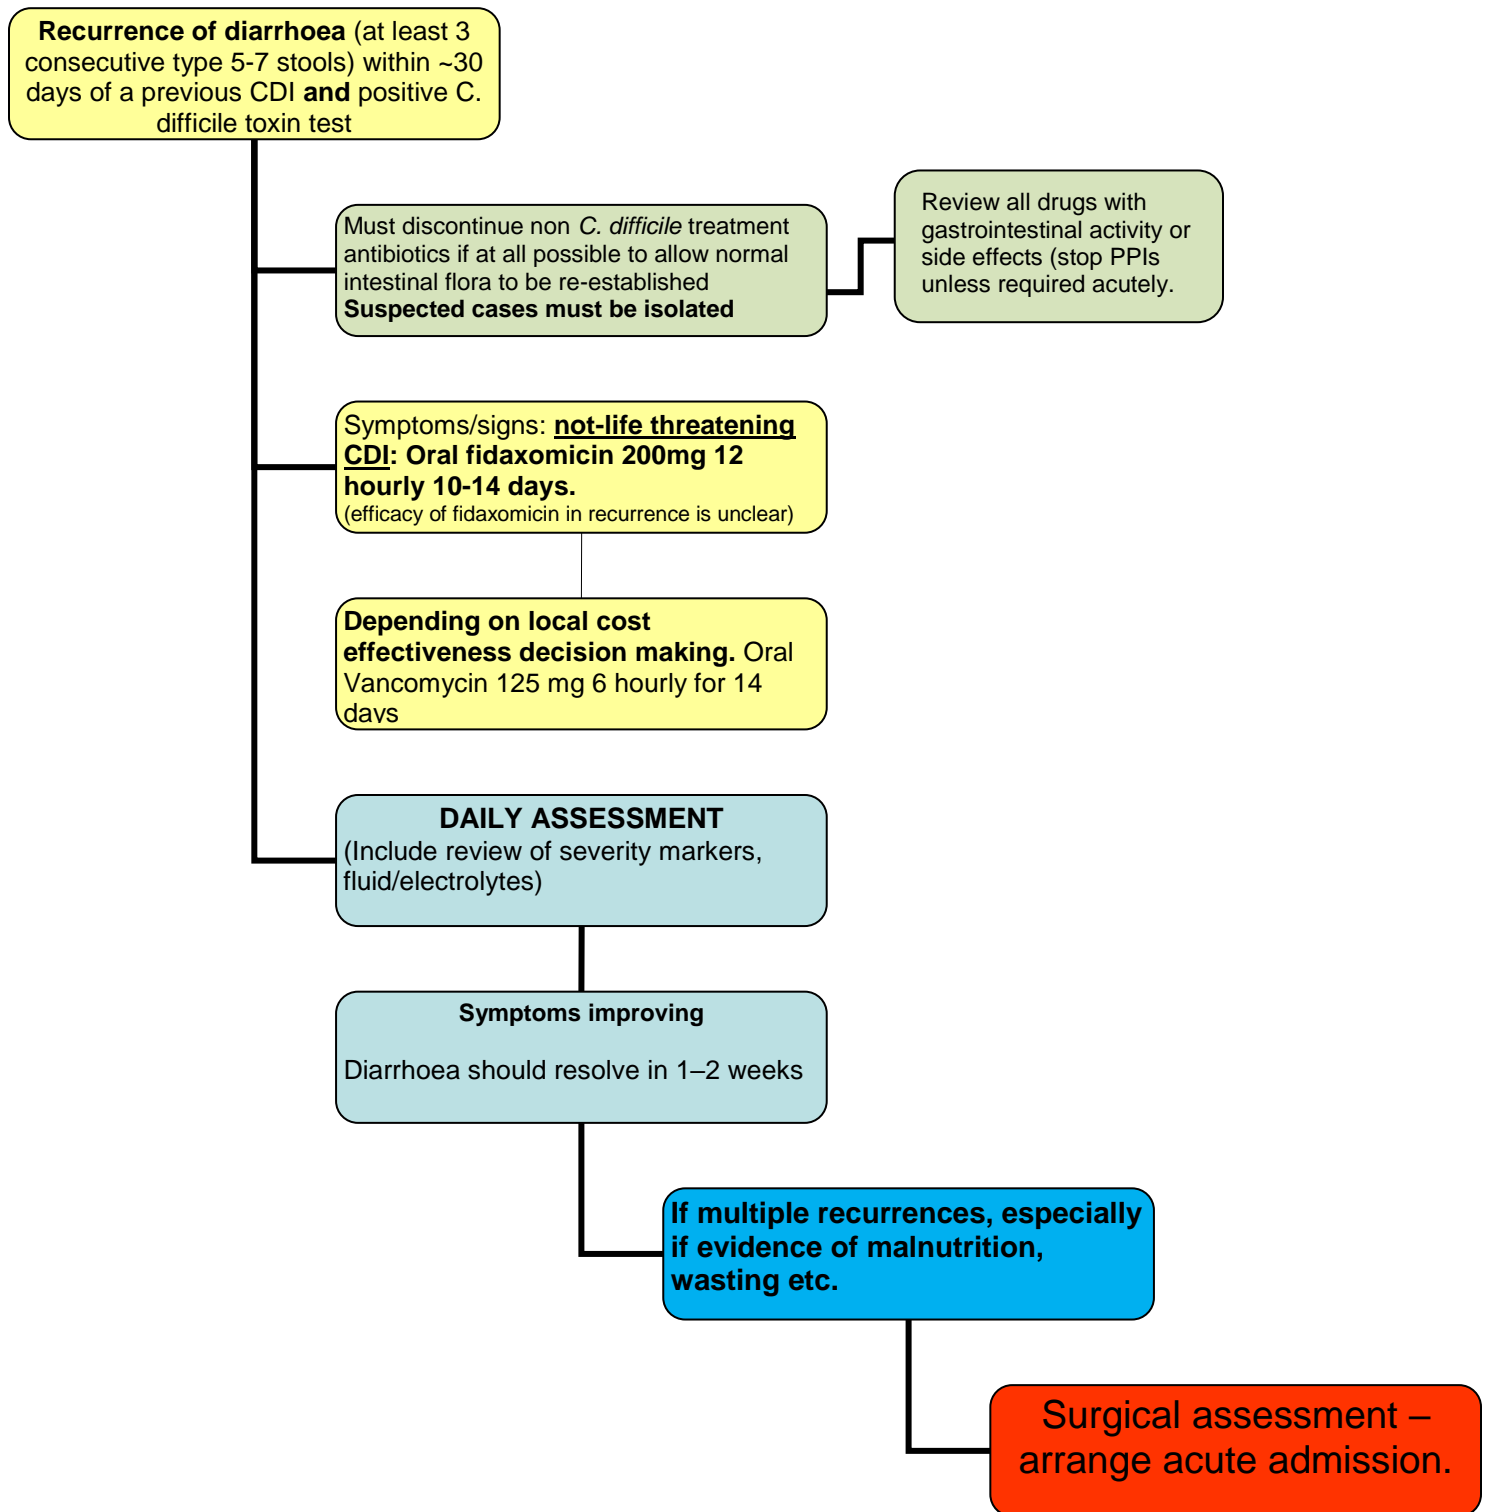 Recurrence of diarrhoea (at least 3
consecutive type 5-7 stools) within ~30
days of a previous CDI and positive C.
difficile toxin test
Must discontinue non C. difficile treatment
antibiotics if at all possible to allow normal
intestinal flora to be re-established
Suspected cases must be isolated
Review all drugs with
gastrointestinal activity or
side effects (stop PPIs
unless required acutely.
Symptoms/signs: not-life threatening
CDI: Oral fidaxomicin 200mg 12
hourly 10-14 days.
(efficacy of fidaxomicin in recurrence is unclear)
Depending on local cost
effectiveness decision making. Oral
Vancomycin 125 mg 6 hourly for 14
days
DAILY ASSESSMENT
(Include review of severity markers,
fluid/electrolytes)
Symptoms improving
Diarrhoea should resolve in 1–2 weeks
If multiple recurrences, especially
if evidence of malnutrition,
wasting etc.
Surgical assessment –
arrange acute admission.